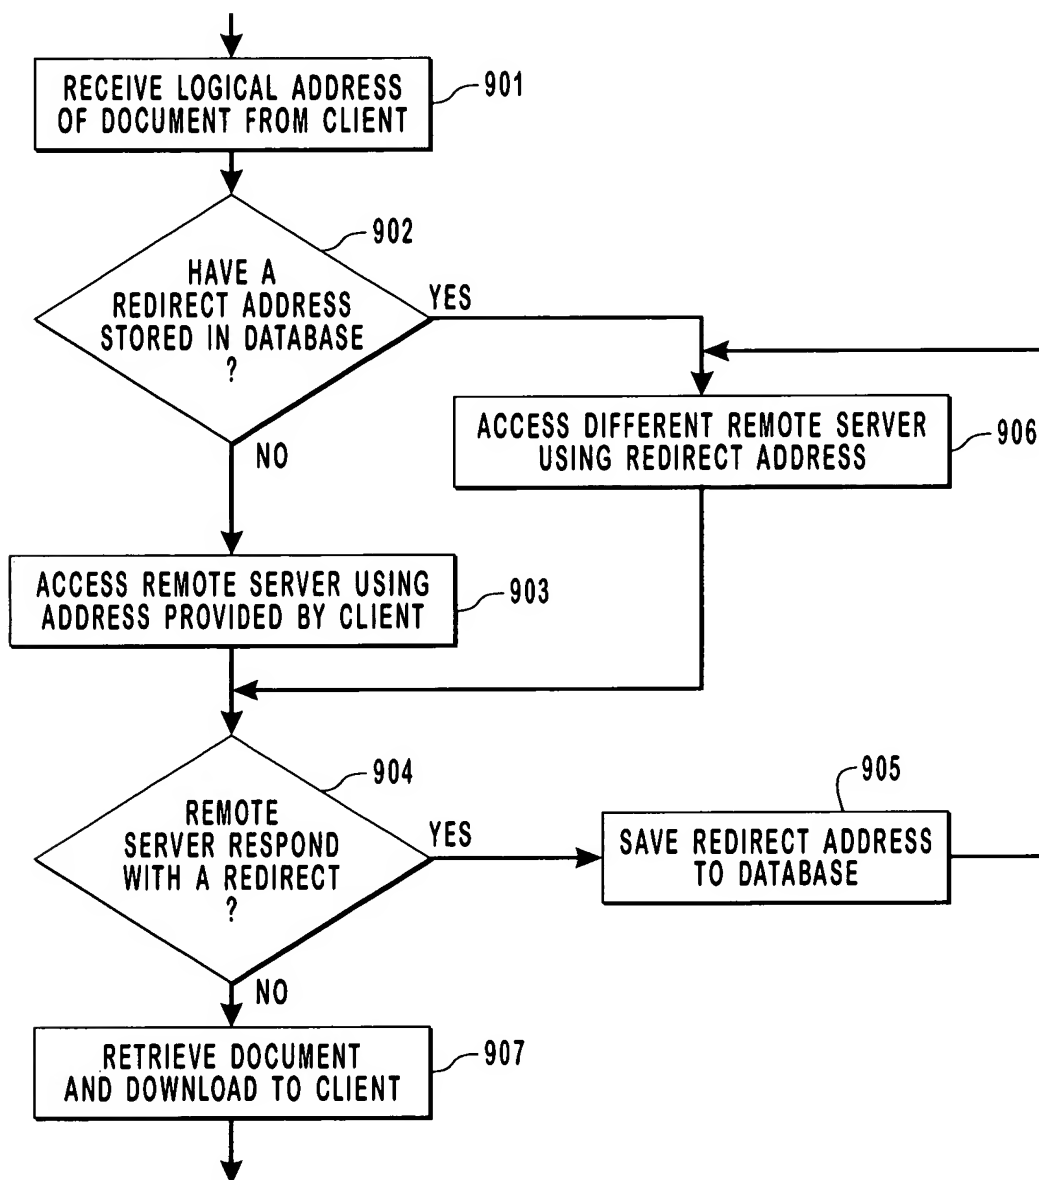 RECEIVE LOGICAL ADDRESS
OF DOCUMENT FROM CLIENT
901
902
HAVE A
REDIRECT ADDRESS
STORED IN DATABASE
?
YES
NO
ACCESS DIFFERENT REMOTE SERVER
USING REDIRECT ADDRESS
906
ACCESS REMOTE SERVER USING
ADDRESS PROVIDED BY CLIENT
903
904
REMOTE
SERVER RESPOND
WITH A REDIRECT
?
YES
NO
905
SAVE REDIRECT ADDRESS
TO DATABASE
RETRIEVE DOCUMENT
AND DOWNLOAD TO CLIENT
907